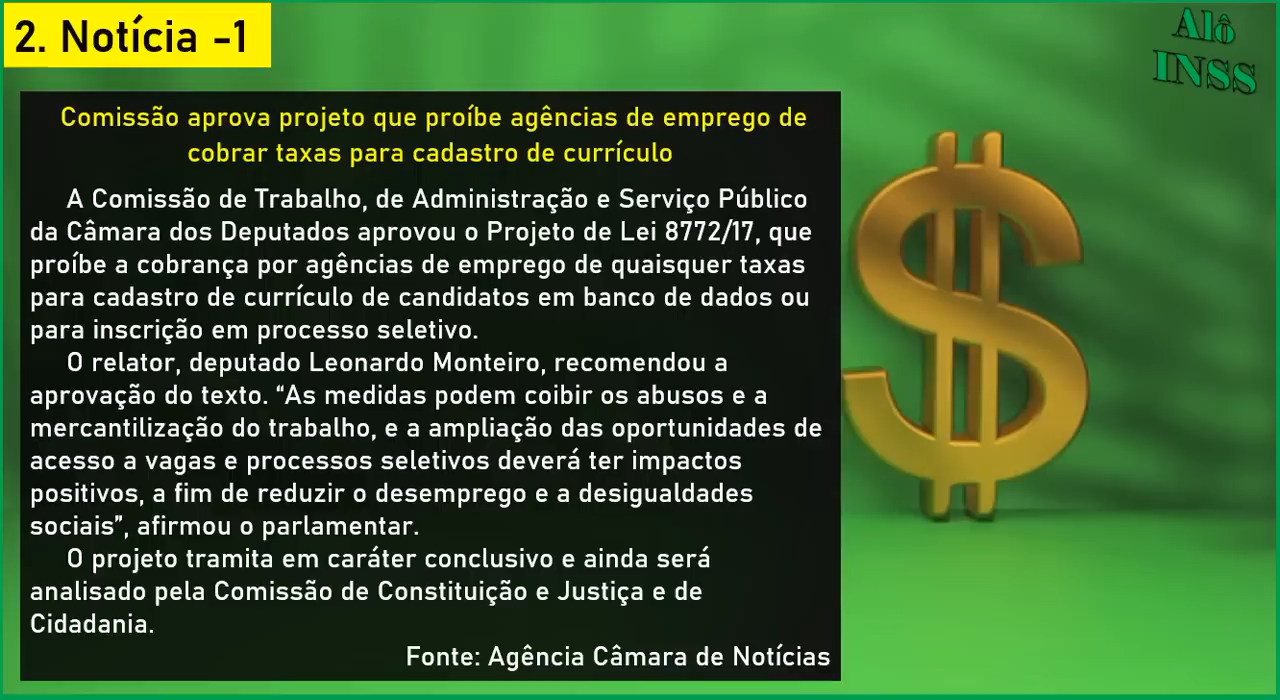 2. Notícia -1
Alô
INSS
Comissão aprova projeto que proíbe agências de emprego de
cobrar taxas para cadastro de currículo
A Comissão de Trabalho, de Administração e Serviço Público
da Câmara dos Deputados aprovou o Projeto de Lei 8772/17, que
proíbe a cobrança por agências de emprego de quaisquer taxas
para cadastro de currículo de candidatos em banco de dados ou
para inscrição em processo seletivo.
O relator, deputado Leonardo Monteiro, recomendou a
aprovação do texto. “As medidas podem coibir os abusos e a
mercantilização do trabalho, e a ampliação das oportunidades de
acesso a vagas e processos seletivos deverá ter impactos
positivos, a fim de reduzir o desemprego e a desigualdades
sociais”, afirmou o parlamentar.
O projeto tramita em caráter conclusivo e ainda será
analisado pela Comissão de Constituição e Justiça e de
Cidadania.
Fonte: Agência Câmara de Notícias